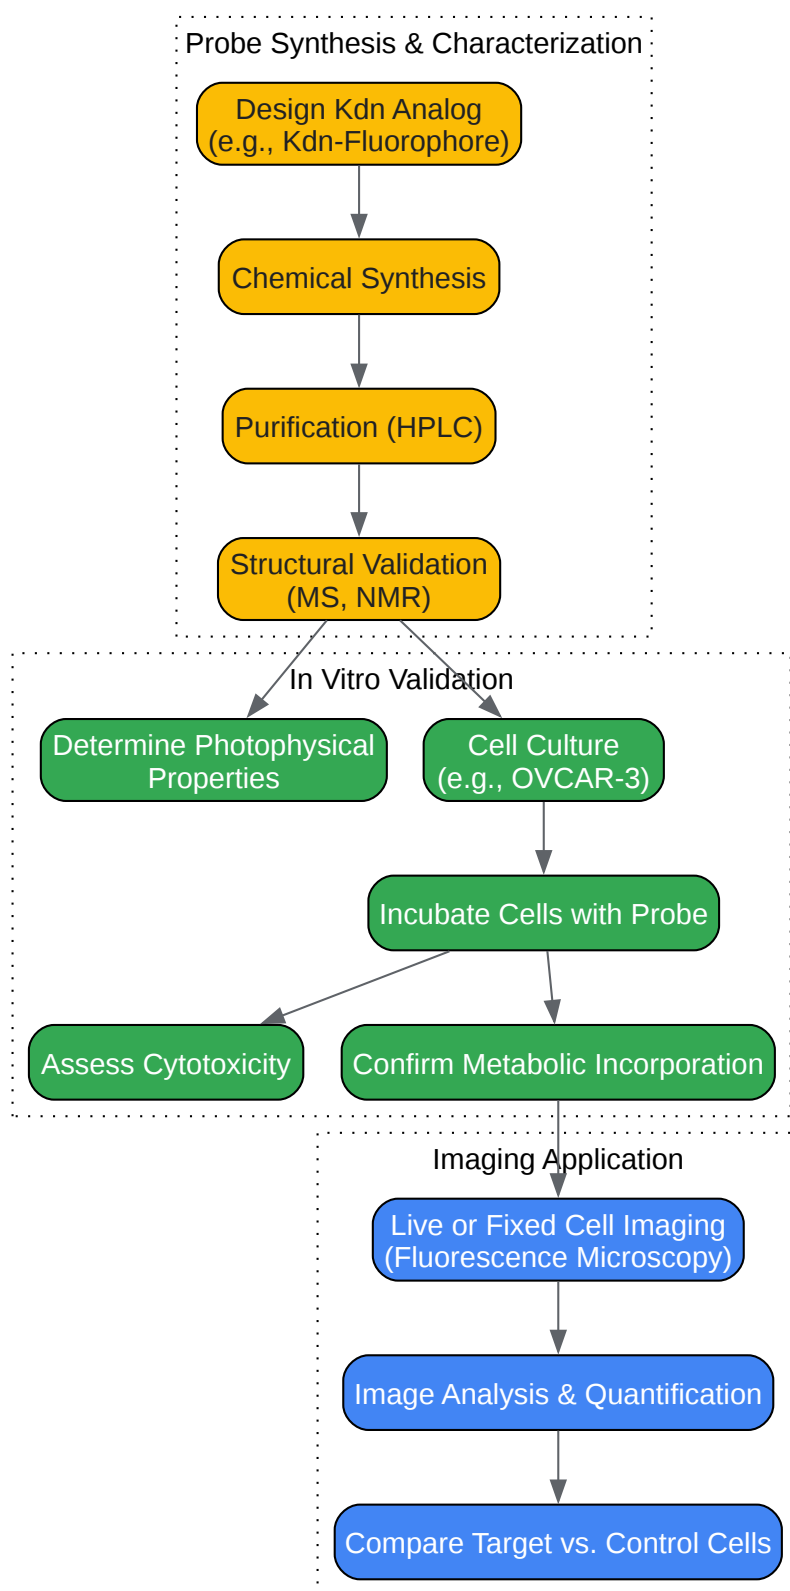 Probe Synthesis & Characterization
Design Kdn Analog
(e.g., Kdn-Fluorophore)
Chemical Synthesis
Purification (HPLC)
Structural Validation
(MS, NMR)
In Vitro Validation
Determine Photophysical
Properties
Cell Culture
(e.g., OVCAR-3)
Incubate Cells with Probe
Assess Cytotoxicity
Confirm Metabolic Incorporation
Imaging Application
Live or Fixed Cell Imaging
(Fluorescence Microscopy)
Image Analysis & Quantification
Compare Target vs. Control Cells